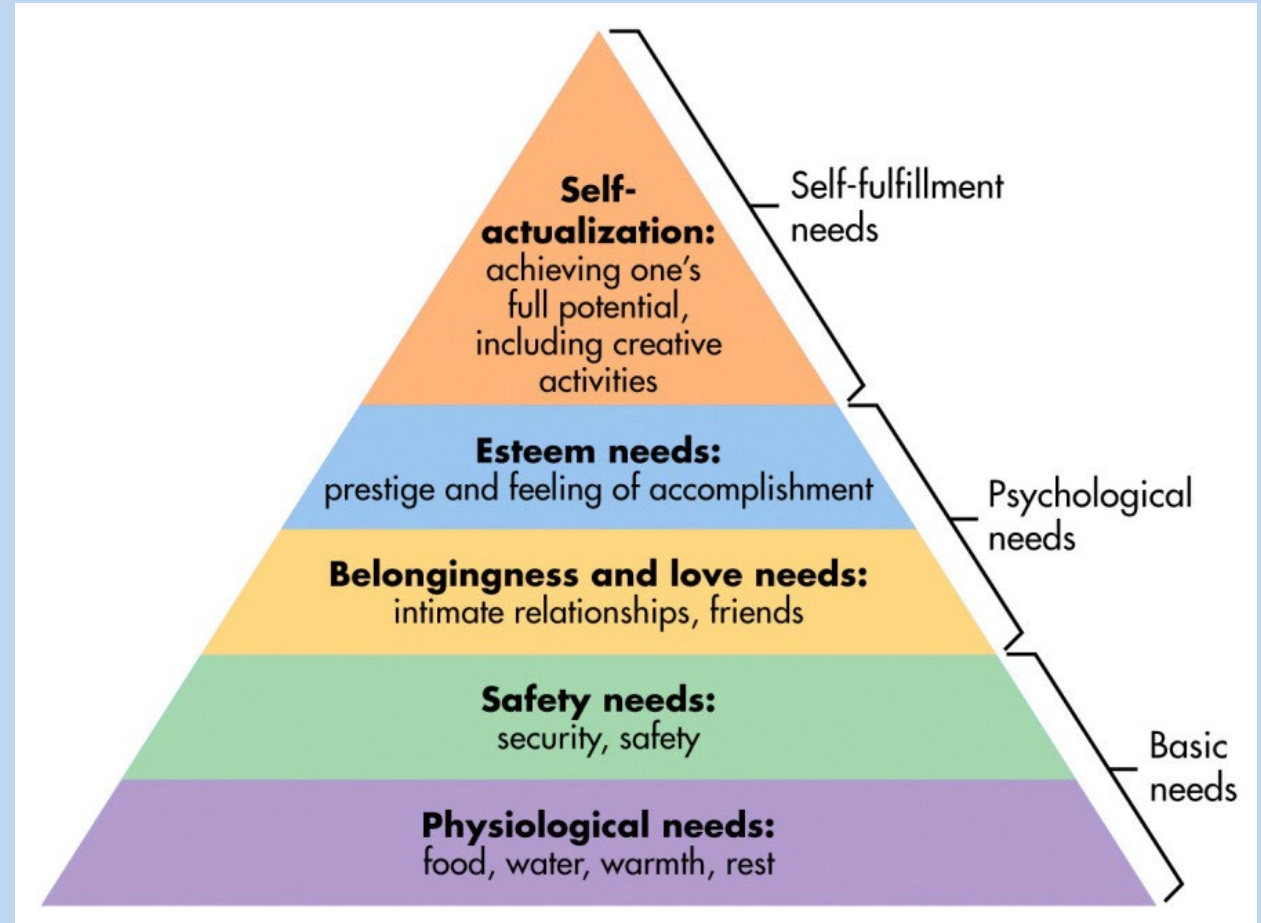 Self-
actualization:
achieving one's
full potential,
including creative
activities
Self-fulfillment
needs
Esteem needs:
prestige and feeling of accomplishment
Belongingness and love needs:
intimate relationships, friends
Psychological
needs
Safety needs:
security, safety
Physiological needs:
food, water, warmth, rest
Basic
needs